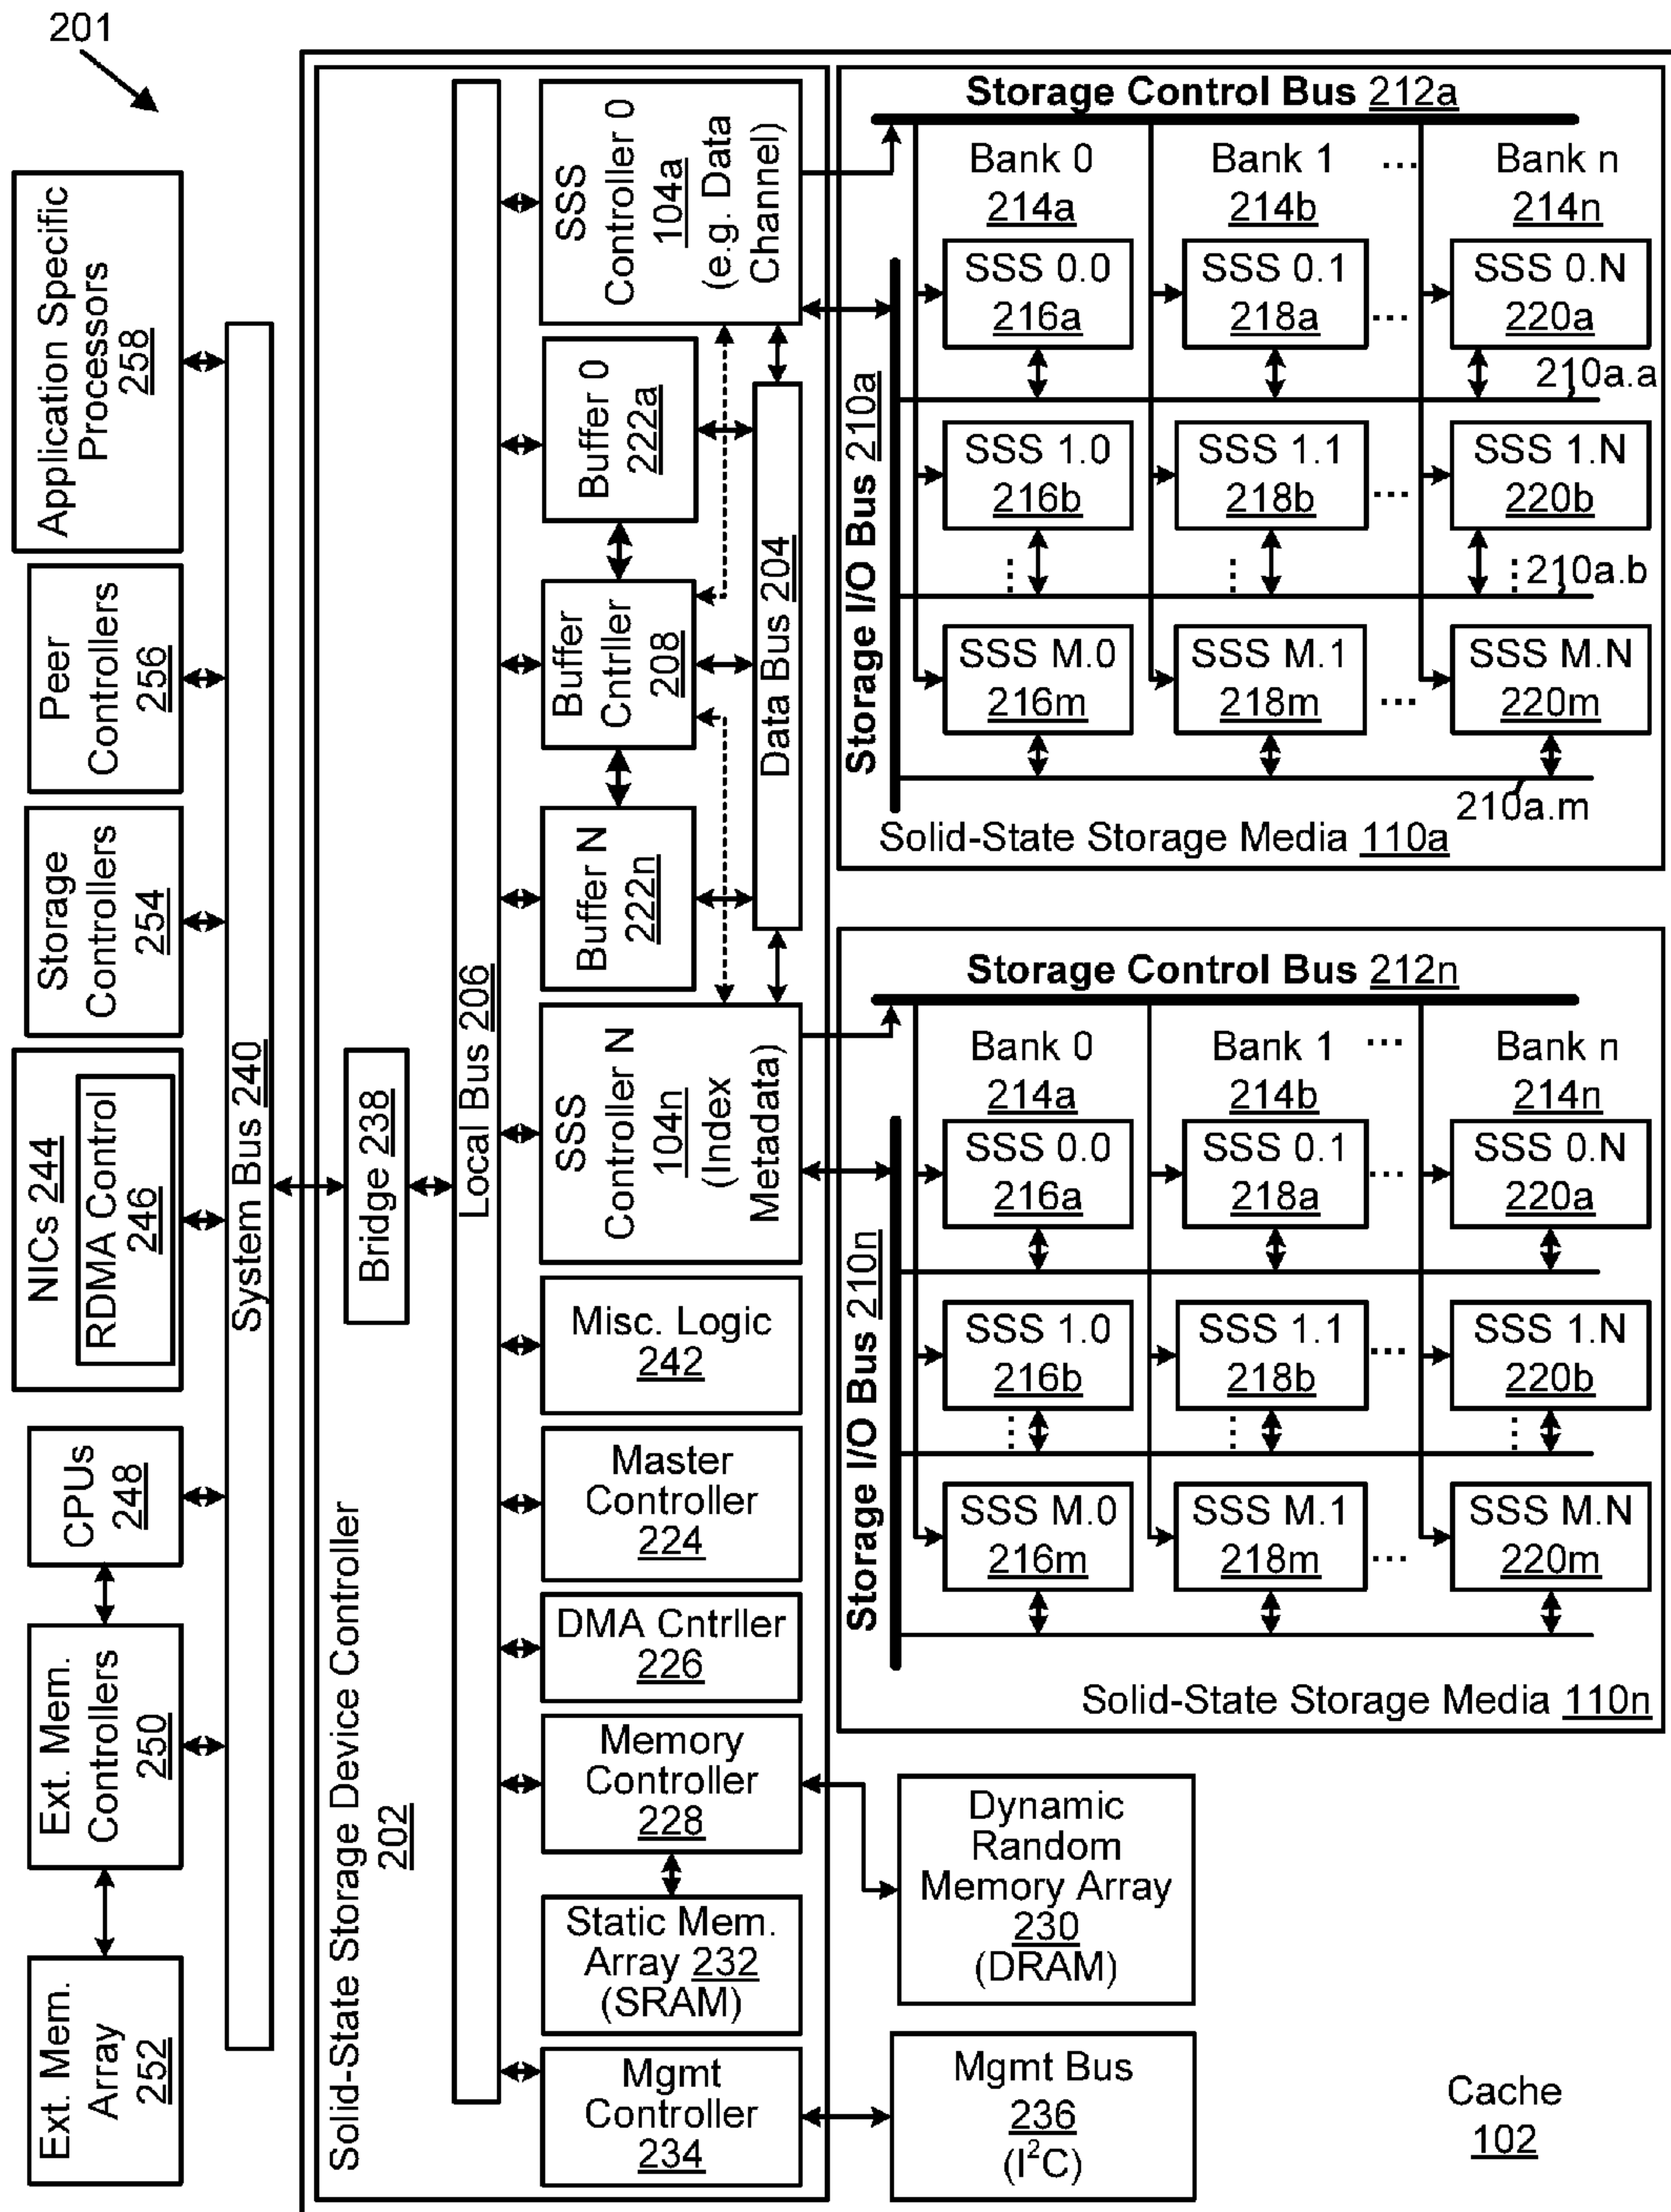 201
Application Specific
Processors
258
Peer
Controllers
256
Storage
Controllers
254
NICs 244
RDMA Control
246
CPUs
248
Ext. Mem.
Controllers
250
Ext. Mem.
Array
252
System Bus 240
Solid-State Storage Device Controller
202
Bridge 238
Local Bus 206
SSS
Controller 0
104a
(e.g. Data
Channel)
Buffer 0
222a
Buffer
Cntrller
208
Buffer N
222n
Data Bus 204
SSS
Controller N
104n
(Index
Metadata)
Misc. Logic
242
Master
Controller
224
DMA Cntrller
226
Memory
Controller
228
Static Mem.
Array 232
(SRAM)
Mgmt
Controller
234
Storage Control Bus 212a
Bank 0
214a
Bank 1
214b
...
Bank n
214n
Storage I/O Bus 210a
SSS 0.0
216a
SSS 0.1
218a
...
SSS 0.N
220a
210a.a
SSS 1.0
216b
SSS 1.1
218b
...
SSS 1.N
220b
...
...
...
210a.b
SSS M.0
216m
SSS M.1
218m
...
SSS M.N
220m
210a.m
Solid-State Storage Media 110a
Storage Control Bus 212n
Bank 0
214a
Bank 1
214b
...
Bank n
214n
Storage I/O Bus 210n
SSS 0.0
216a
SSS 0.1
218a
...
SSS 0.N
220a
SSS 1.0
216b
SSS 1.1
218b
...
SSS 1.N
220b
...
...
...
SSS M.0
216m
SSS M.1
218m
...
SSS M.N
220m
Solid-State Storage Media 110n
Dynamic
Random
Memory Array
230
(DRAM)
Mgmt Bus
236
(I²C)
Cache
102